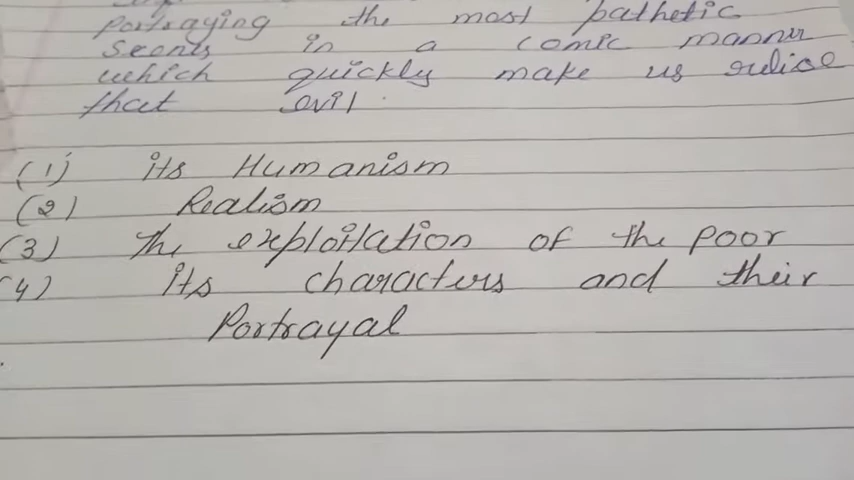 portraying the most pathetic
Scenes in a comic manner
which quickly make us
that evil.
(1) its Humanism
(2) Realism
(3) The exploitation of the poor
(4) its characters and their
Portrayal